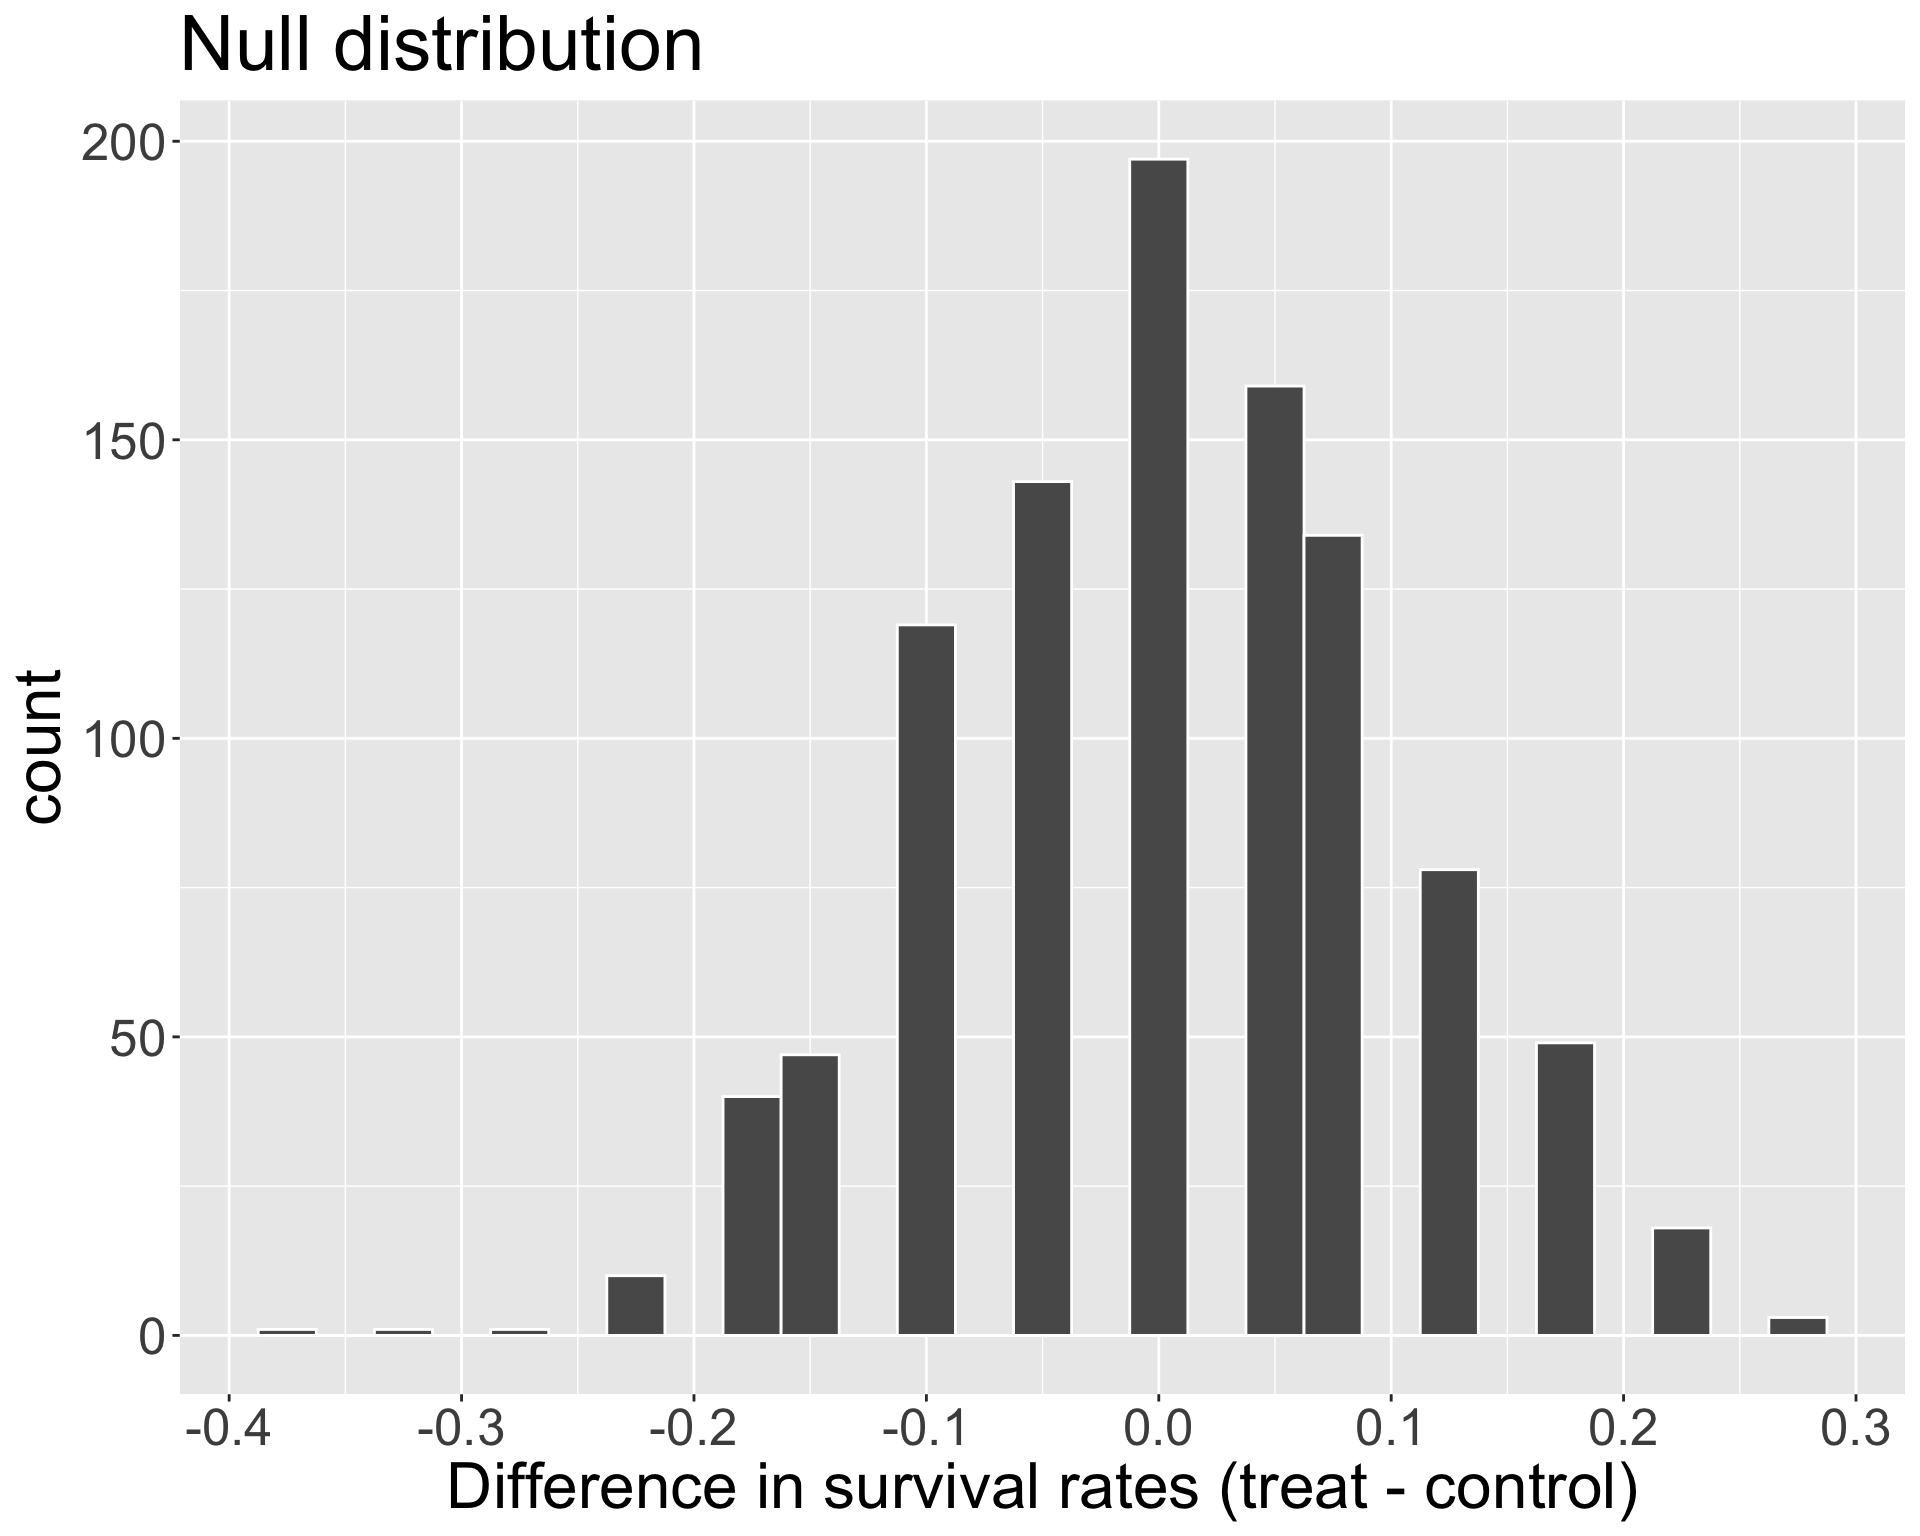 Null distribution
200
150
100
50
0
count
-0.4 -0.3 -0.2 -0.1 0.0 0.1 0.2 0.3
Difference in survival rates (treat - control)